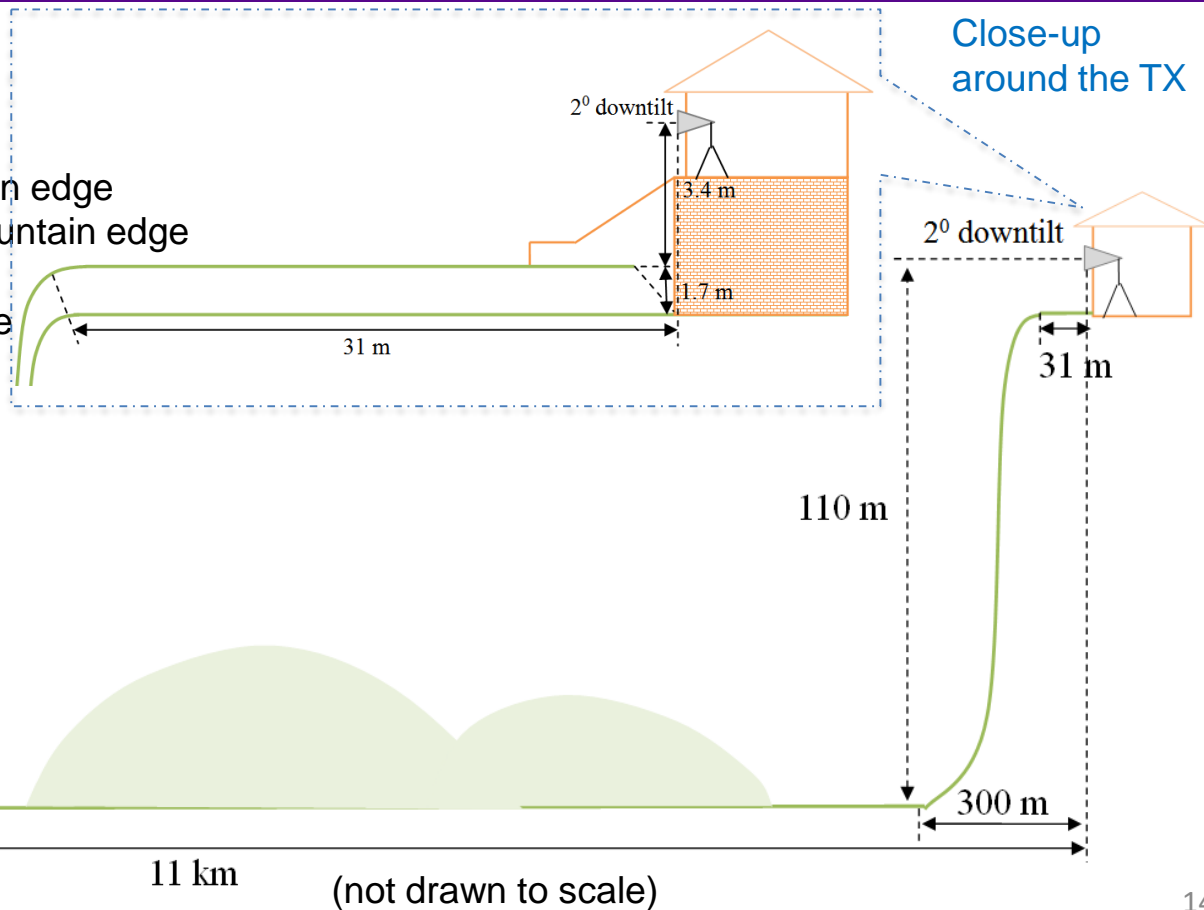 Close-up
around the TX
2⁰ downtilt
n edge
untain edge
3.4 m
2⁰ downtilt
1.7 m
e
31 m
31 m
110 m
300 m
11 km
(not drawn to scale)
14